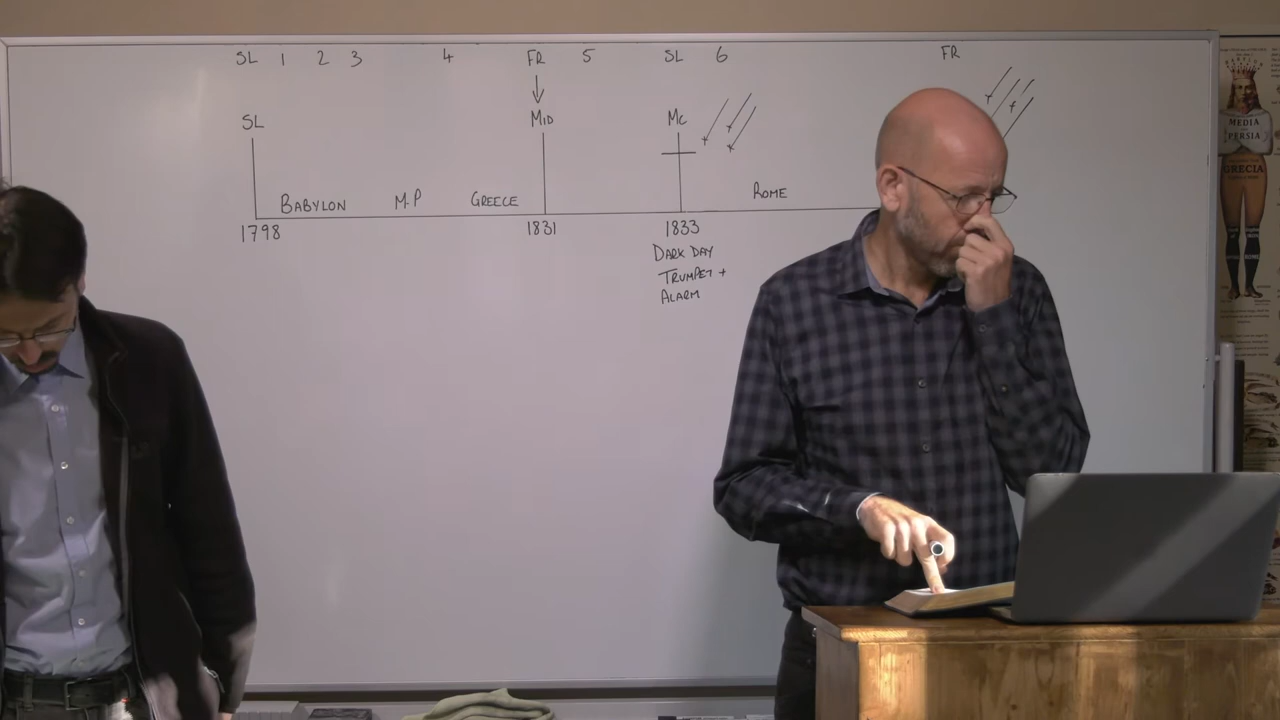 SL 1 2 3 4 FR 5 SL 6 FR
SL MID MC
BABYLON M.P GREECE ROME
1798 1831 1833
DARK DAY
TRUMPET +
ALARM
MEDIA
PERSIA
GRECIA